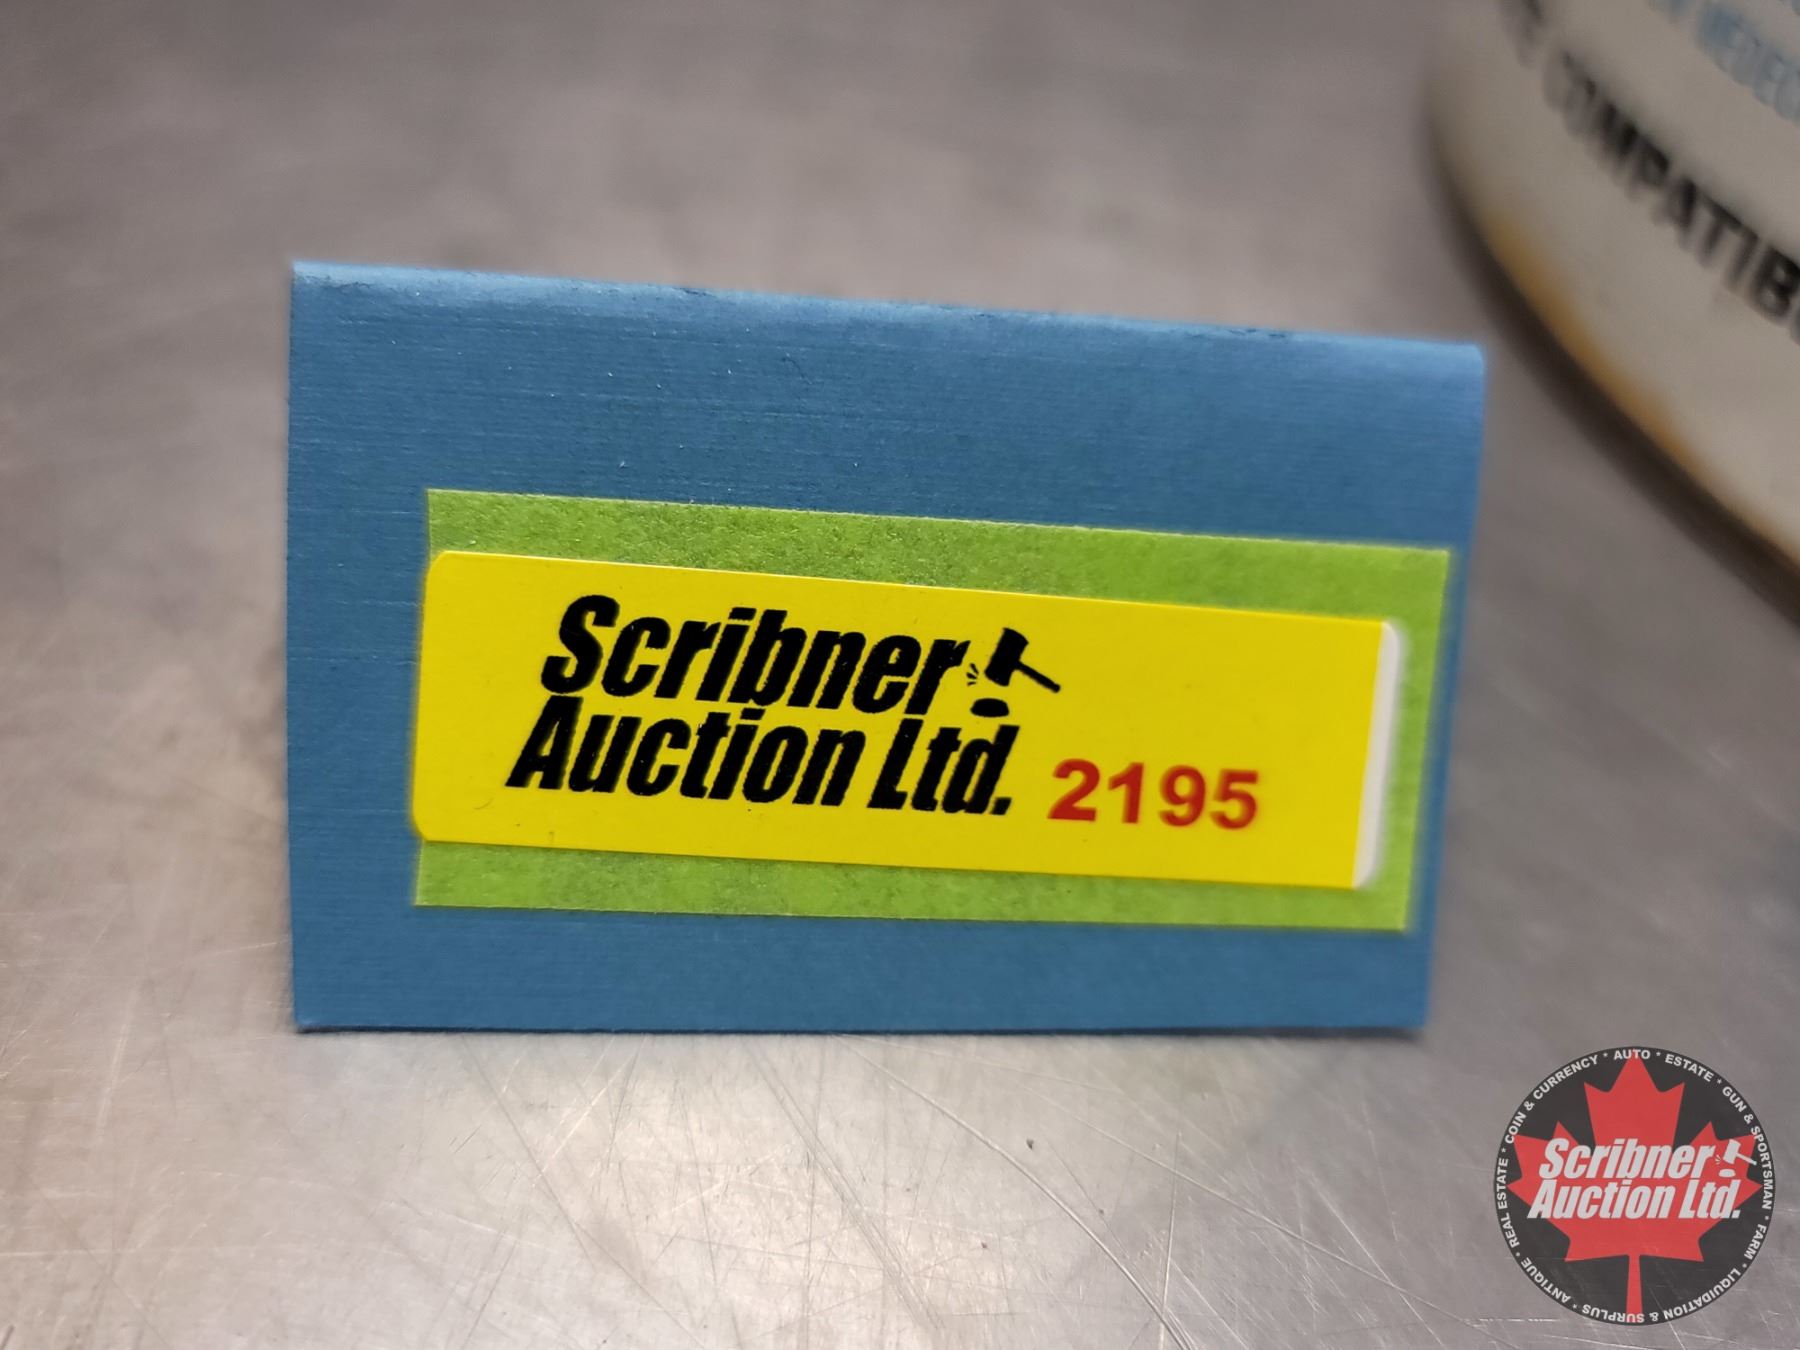 COMPATIB
Scribner
Auction Ltd. 2195
COIN & CURRENCY * AUTO * ESTATE * GUN & SPORTSMAN * FARM * LIQUIDATION & SURPLUS * ANTIQUE * REAL ESTATE *
Scribner
Auction Ltd.